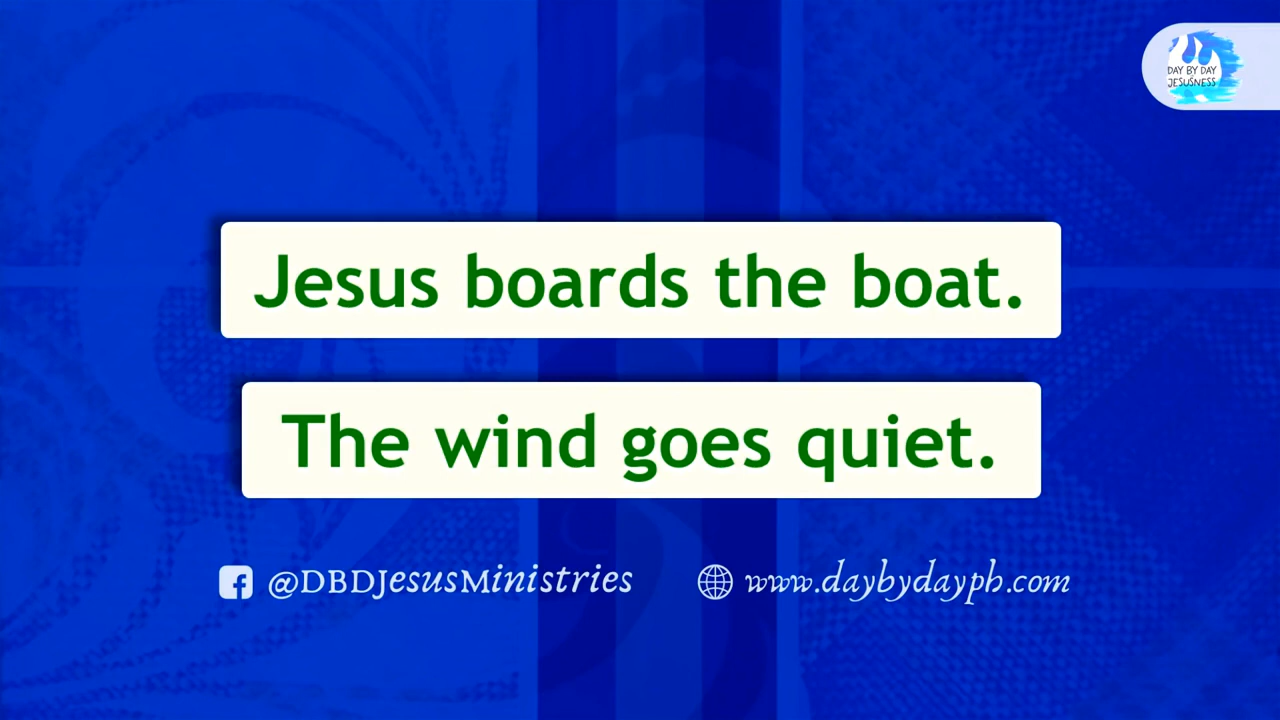 DAY BY DAY
JESUSNESS
Jesus boards the boat.
The wind goes quiet.
@DBDJesusMinistries
www.daybydayph.com